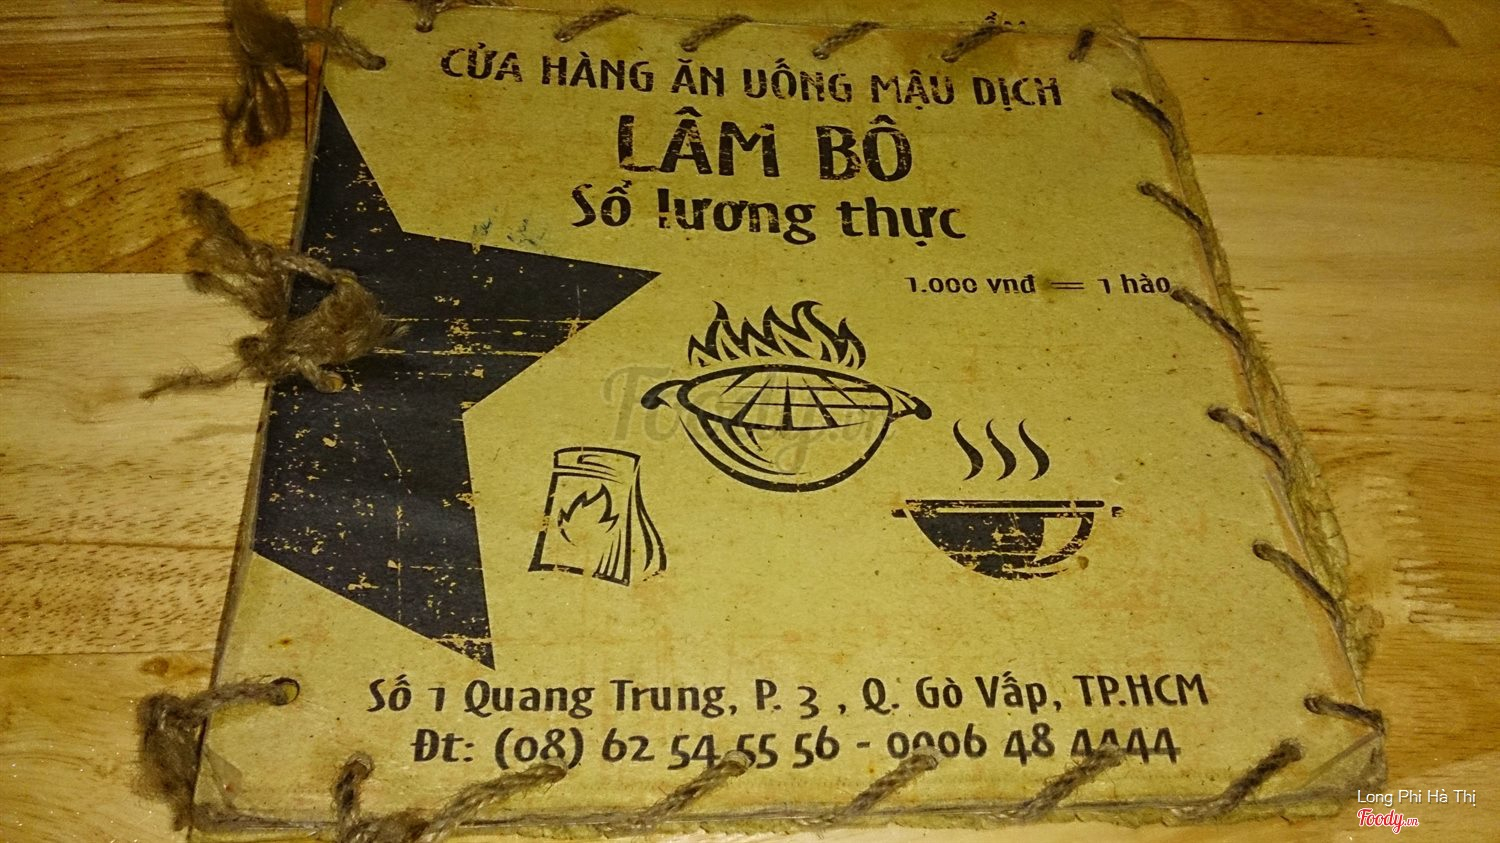 CỬA HÀNG ĂN UỐNG MẬU DỊCH
LÂM BÔ
Sổ lương thực
1.000 vnđ = 1 hào
Foody.vn
Số 1 Quang Trung, P. 3 , Q. Gò Vấp, TP.HCM
Đt: (08) 62 54 55 56 - 48 4444
Long Phi Hà Thị
Foody.vn